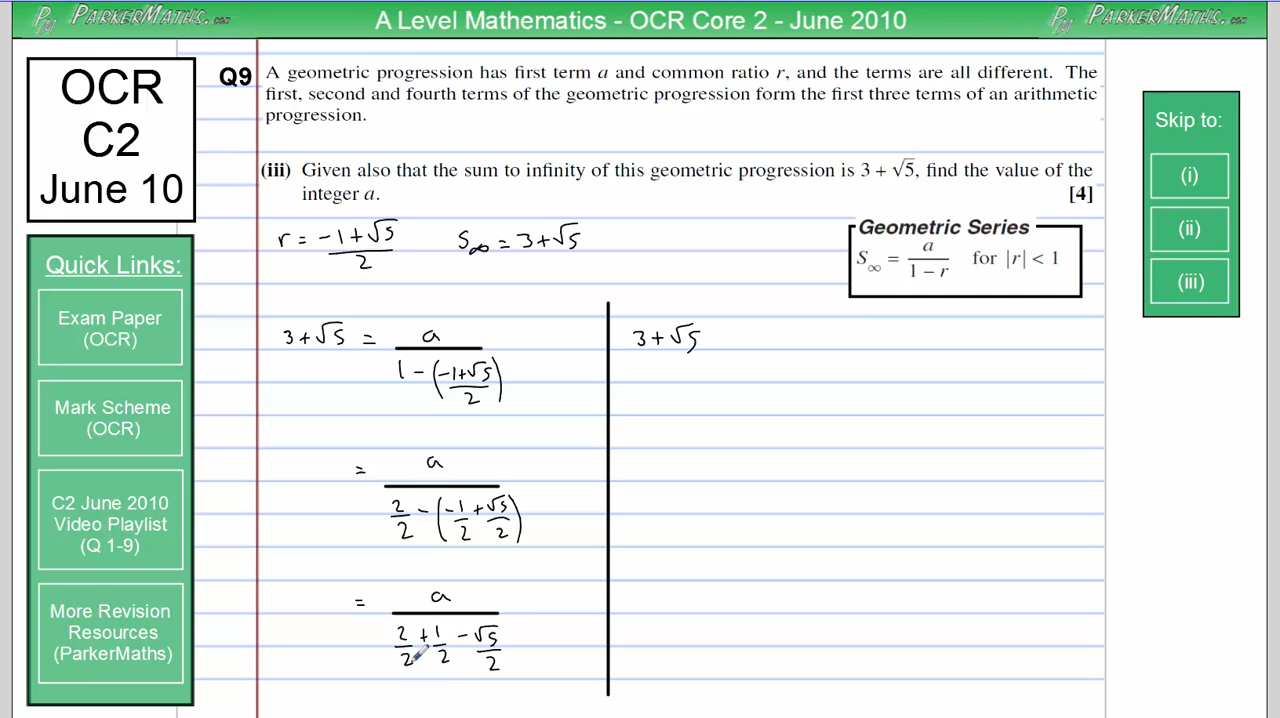 PARKERMATHS.COM
A Level Mathematics - OCR Core 2 - June 2010
PARKERMATHS.COM
OCR
C2
June 10
Quick Links:
Exam Paper
(OCR)
Mark Scheme
(OCR)
C2 June 2010
Video Playlist
(Q 1-9)
More Revision
Resources
(ParkerMaths)
Q9 A geometric progression has first term a and common ratio r, and the terms are all different. The
first, second and fourth terms of the geometric progression form the first three terms of an arithmetic
progression.
(iii) Given also that the sum to infinity of this geometric progression is 3 + √5, find the value of the
integer a. [4]
r = (-1+√5)/2 S∞ = 3+√5
Geometric Series
S∞ = a/(1 − r) for |r| < 1
3+√5 = a/(1 - ((-1+√5)/2))
= a/(2/2 - (-1/2 + √5/2))
= a/(2/2 + 1/2 - √5/2)
3+√5
Skip to:
(i)
(ii)
(iii)